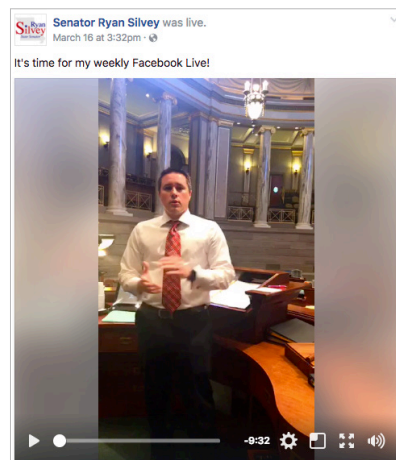 Ryan
Silvey
Senator Ryan Silvey was live.
March 16 at 3:32pm ·
It's time for my weekly Facebook Live!
-9:32